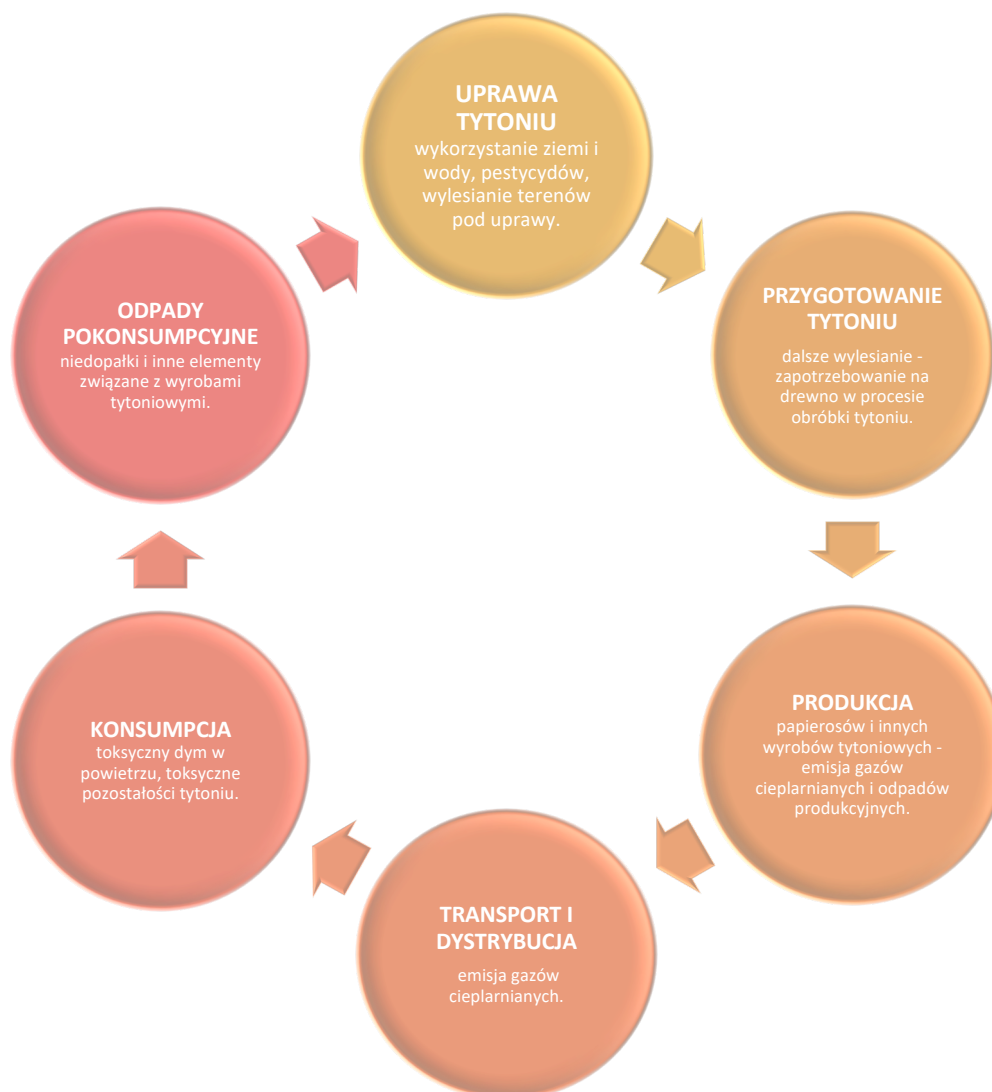 UPRAWA
TYTONIU
wykorzystanie ziemi i
wody, pestycydów,
wylesianie terenów
pod uprawy.
PRZYGOTOWANIE
TYTONIU
dalsze wylesianie -
zapotrzebowanie na
drewno w procesie
obróbki tytoniu.
PRODUKCJA
papierosów i innych
wyrobów tytoniowych -
emisja gazów
cieplarnianych i odpadów
produkcyjnych.
TRANSPORT I
DYSTRYBUCJA
emisja gazów
cieplarnianych.
KONSUMPCJA
toksyczny dym w
powietrzu, toksyczne
pozostałości tytoniu.
ODPADY
POKONSUMPCYJNE
niedopałki i inne elementy
związane z wyrobami
tytoniowymi.